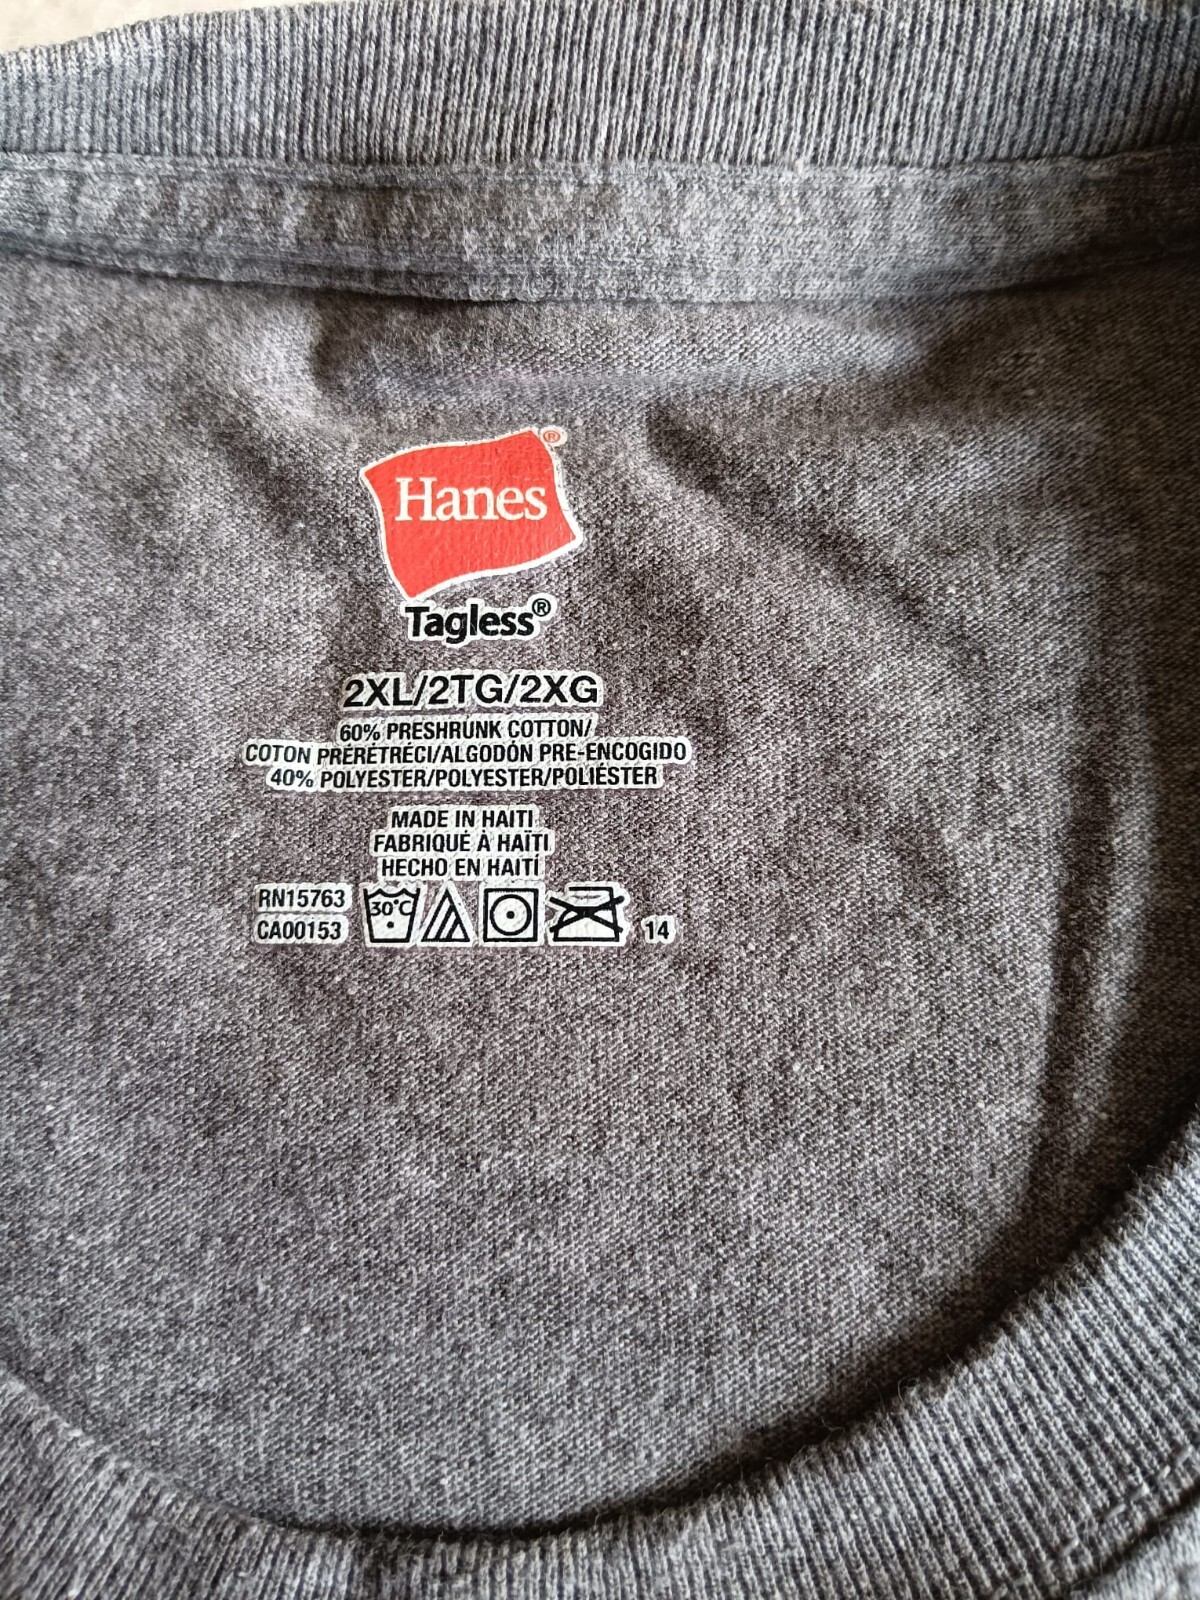 Hanes®
Tagless®
2XL/2TG/2XG
60% PRESHRUNK COTTON/
COTON PRÉRÉTRÉCI/ALGODÓN PRE-ENCOGIDO
40% POLYESTER/POLYESTER/POLIÉSTER
MADE IN HAITI
FABRIQUÉ À HAÏTI
HECHO EN HAITÍ
RN15763
CA00153
30°C
14